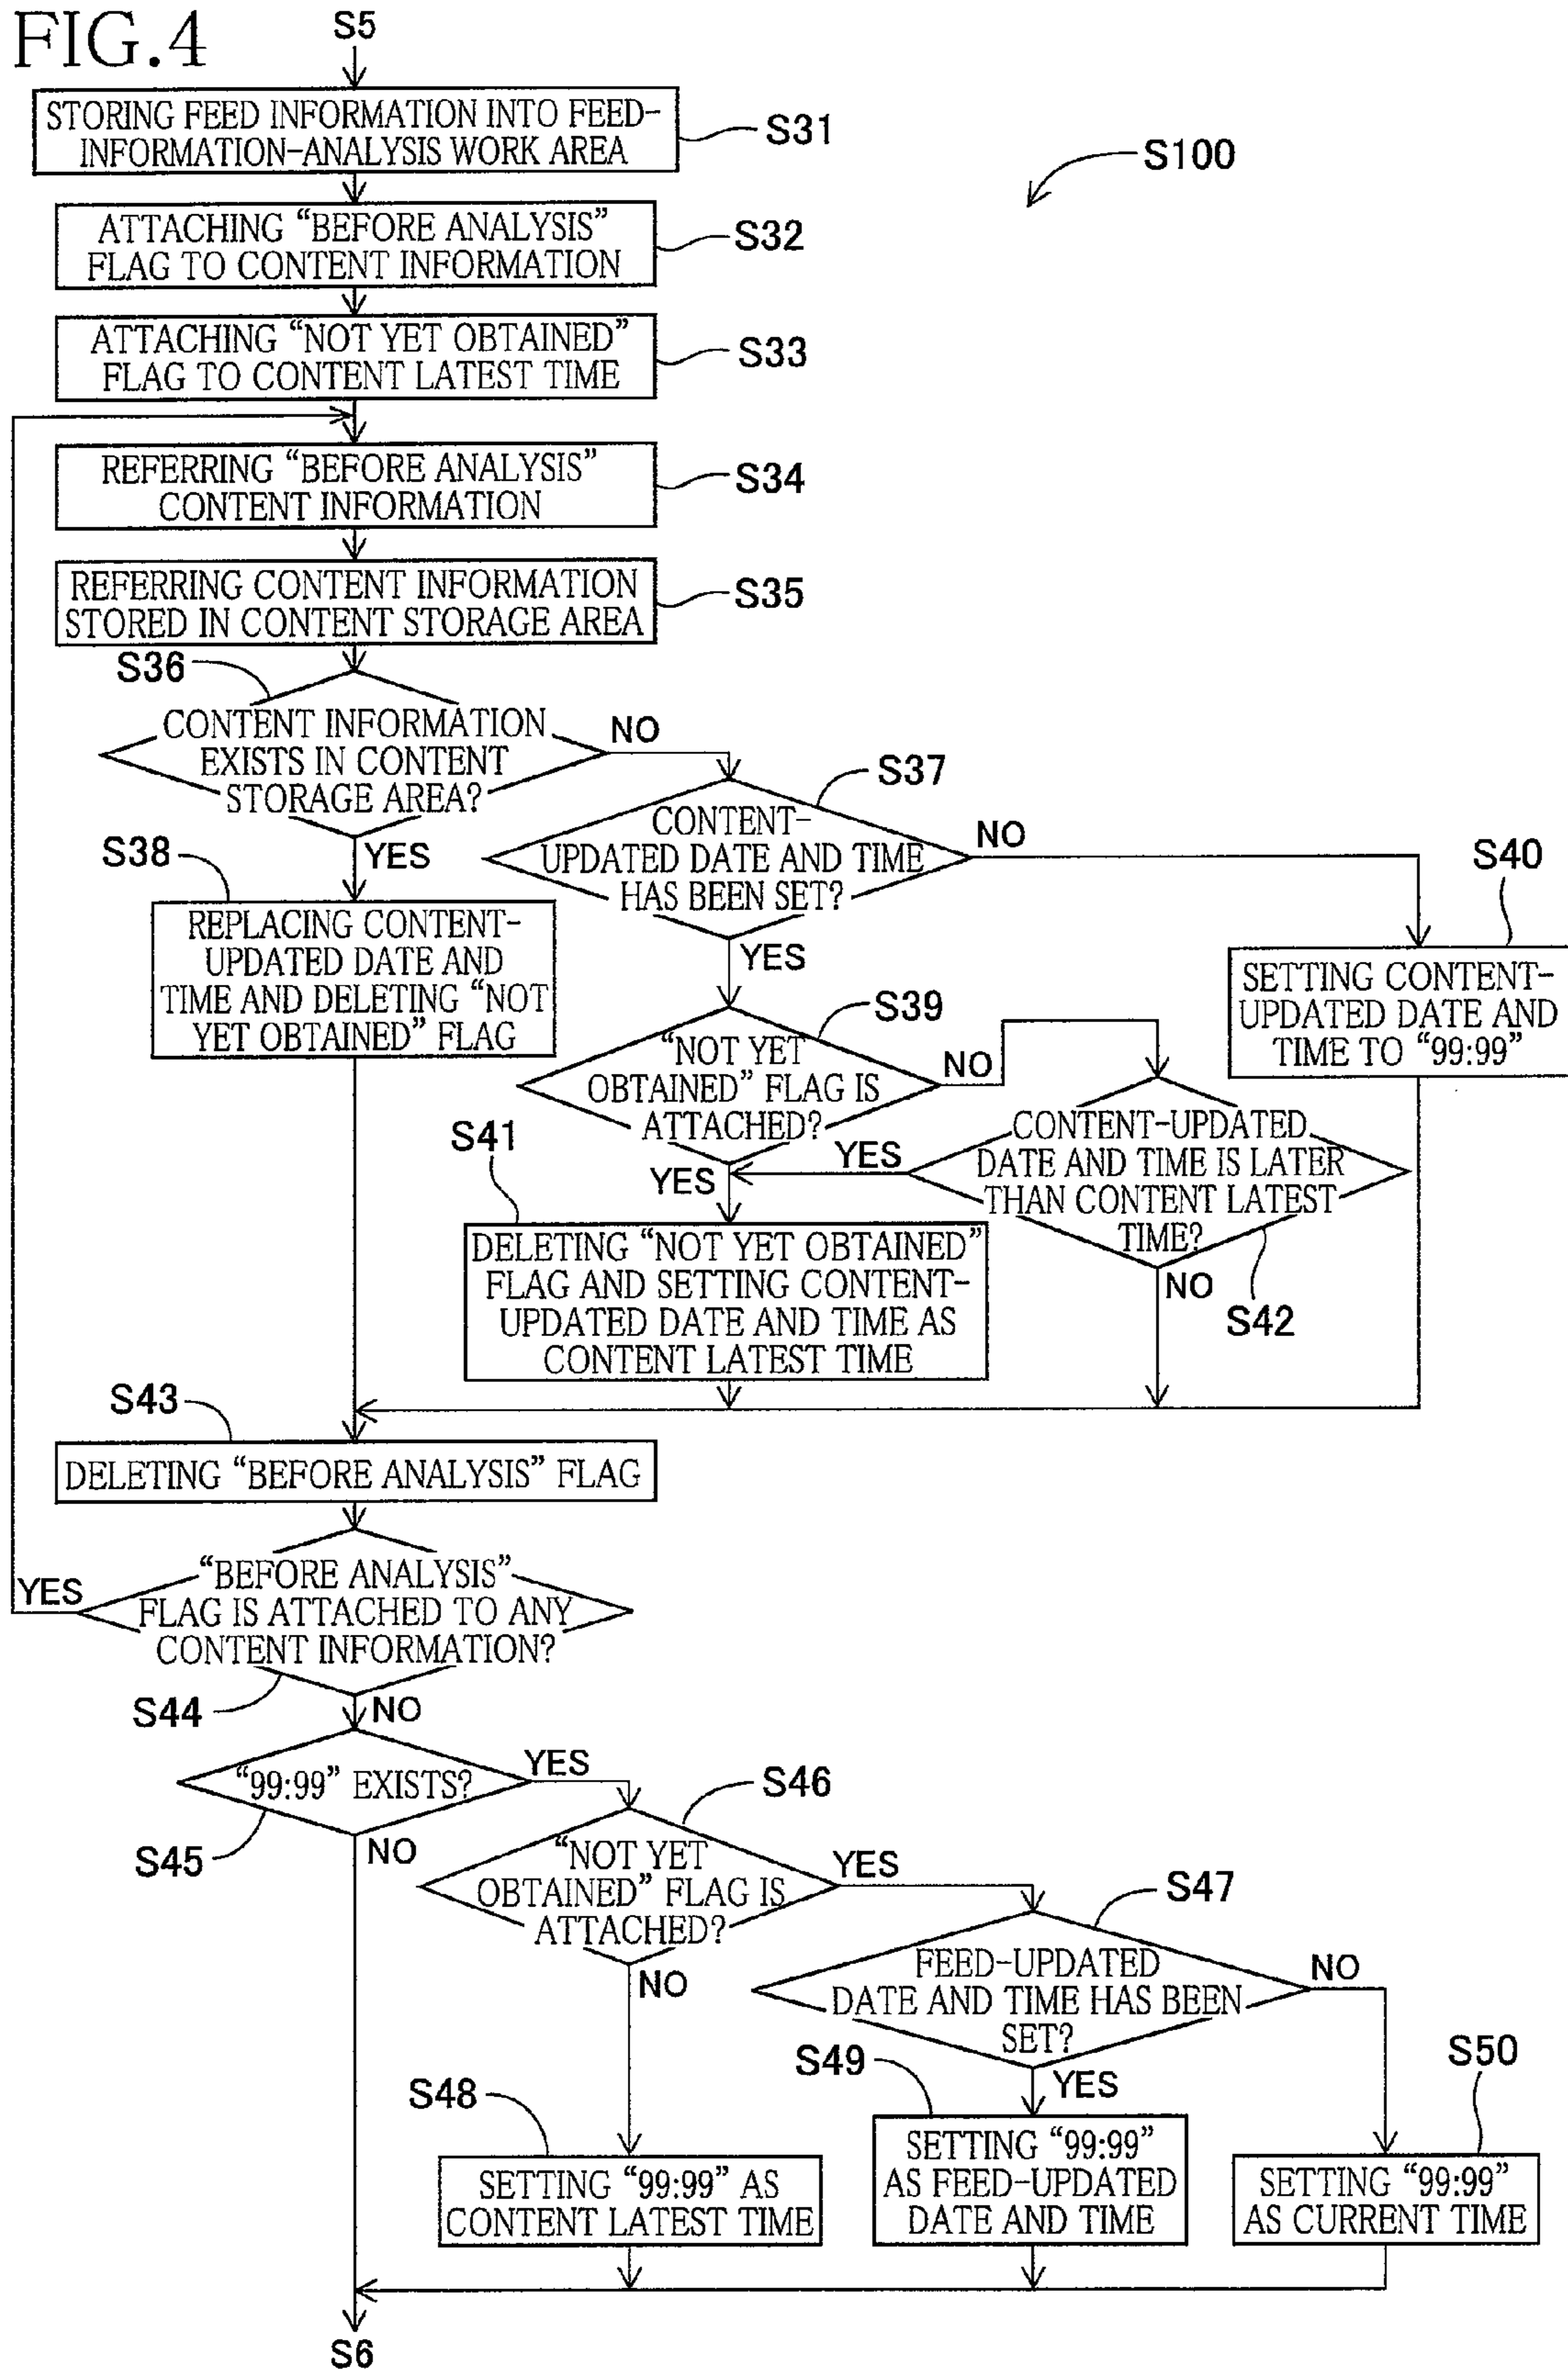 FIG.4
S5
STORING FEED INFORMATION INTO FEED-
INFORMATION-ANALYSIS WORK AREA
S31
S100
ATTACHING “BEFORE ANALYSIS”
FLAG TO CONTENT INFORMATION
S32
ATTACHING “NOT YET OBTAINED”
FLAG TO CONTENT LATEST TIME
S33
REFERRING “BEFORE ANALYSIS”
CONTENT INFORMATION
S34
REFERRING CONTENT INFORMATION
STORED IN CONTENT STORAGE AREA
S35
S36
CONTENT INFORMATION
EXISTS IN CONTENT
STORAGE AREA?
NO
YES
S37
CONTENT-
UPDATED DATE AND TIME
HAS BEEN SET?
NO
YES
S38
REPLACING CONTENT-
UPDATED DATE AND
TIME AND DELETING “NOT
YET OBTAINED” FLAG
S40
SETTING CONTENT-
UPDATED DATE AND
TIME TO “99:99”
S39
“NOT YET
OBTAINED” FLAG IS
ATTACHED?
NO
YES
CONTENT-UPDATED
DATE AND TIME IS LATER
THAN CONTENT LATEST
TIME?
YES
NO
S42
S41
DELETING “NOT YET OBTAINED”
FLAG AND SETTING CONTENT-
UPDATED DATE AND TIME AS
CONTENT LATEST TIME
S43
DELETING “BEFORE ANALYSIS” FLAG
“BEFORE ANALYSIS”
FLAG IS ATTACHED TO ANY
CONTENT INFORMATION?
YES
S44
NO
“99:99” EXISTS?
YES
S45
NO
S46
“NOT YET
OBTAINED” FLAG IS
ATTACHED?
YES
NO
S47
FEED-UPDATED
DATE AND TIME HAS BEEN
SET?
NO
YES
S48
SETTING “99:99” AS
CONTENT LATEST TIME
S49
SETTING “99:99”
AS FEED-UPDATED
DATE AND TIME
S50
SETTING “99:99”
AS CURRENT TIME
S6